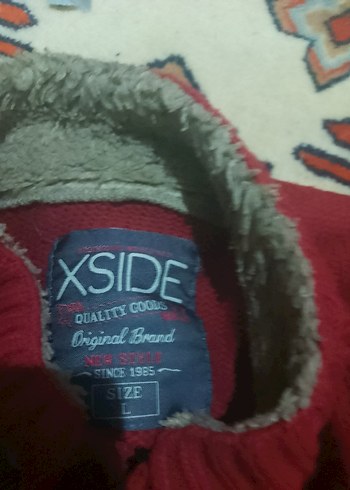 XSIDE
QUALITY GOODS
Original Brand
NEW STYLE
SINCE 1985
SIZE
L